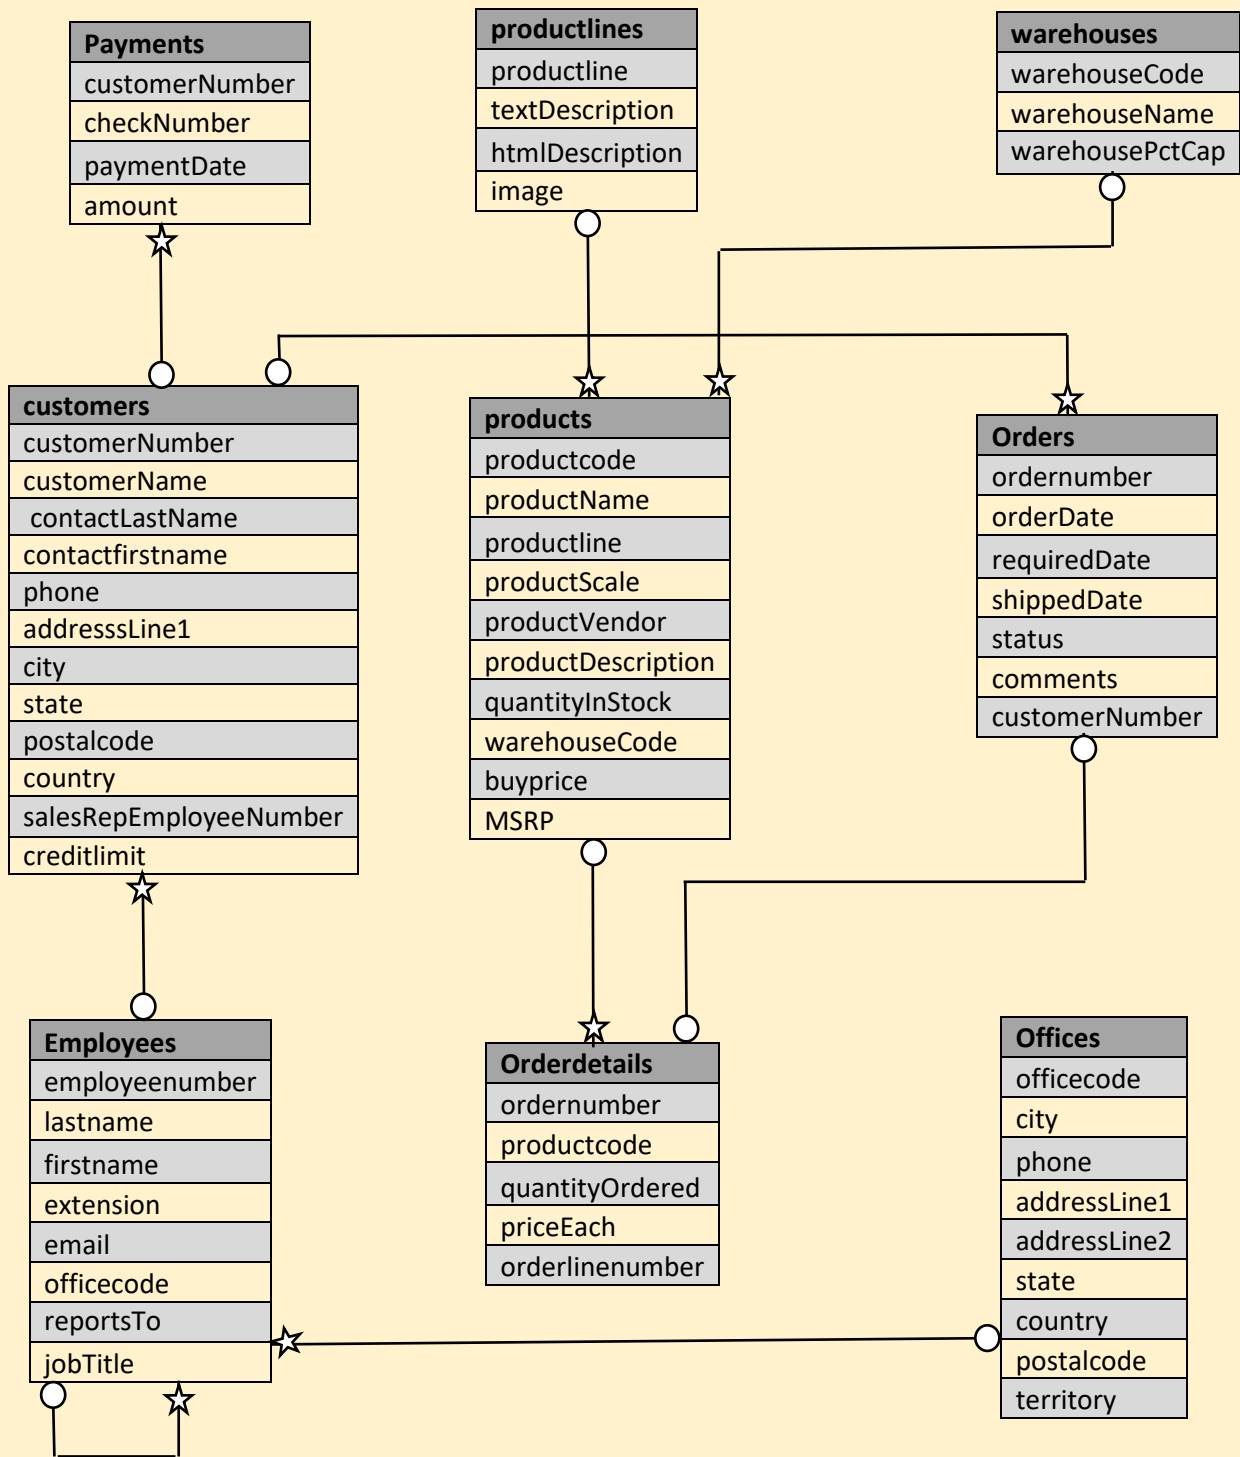 Payments
customerNumber
checkNumber
paymentDate
amount
productlines
productline
textDescription
htmlDescription
image
warehouses
warehouseCode
warehouseName
warehousePctCap
customers
customerNumber
customerName
contactLastName
contactfirstname
phone
addresssLine1
city
state
postalcode
country
salesRepEmployeeNumber
creditlimit
products
productcode
productName
productline
productScale
productVendor
productDescription
quantityInStock
warehouseCode
buyprice
MSRP
Orders
ordernumber
orderDate
requiredDate
shippedDate
status
comments
customerNumber
Employees
employeenumber
lastname
firstname
extension
email
officecode
reportsTo
jobTitle
Orderdetails
ordernumber
productcode
quantityOrdered
priceEach
orderlinenumber
Offices
officecode
city
phone
addressLine1
addressLine2
state
country
postalcode
territory